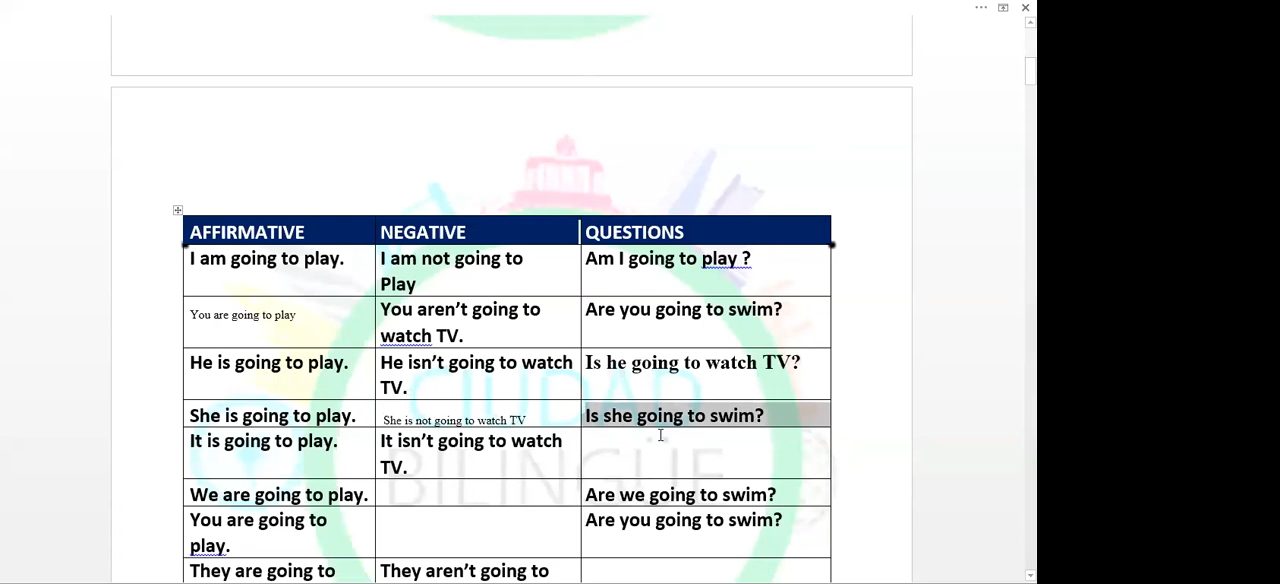 AFFIRMATIVE NEGATIVE QUESTIONS
I am going to play. I am not going to Am I going to play ?
Play
You are going to play You aren’t going to Are you going to swim?
watch TV.
He is going to play. He isn’t going to watch Is he going to watch TV?
TV.
She is going to play. She is not going to watch TV Is she going to swim?
It is going to play. It isn’t going to watch
TV.
We are going to play. Are we going to swim?
You are going to Are you going to swim?
play.
They are going to They aren’t going to
CIUDAD
BILINGÜE